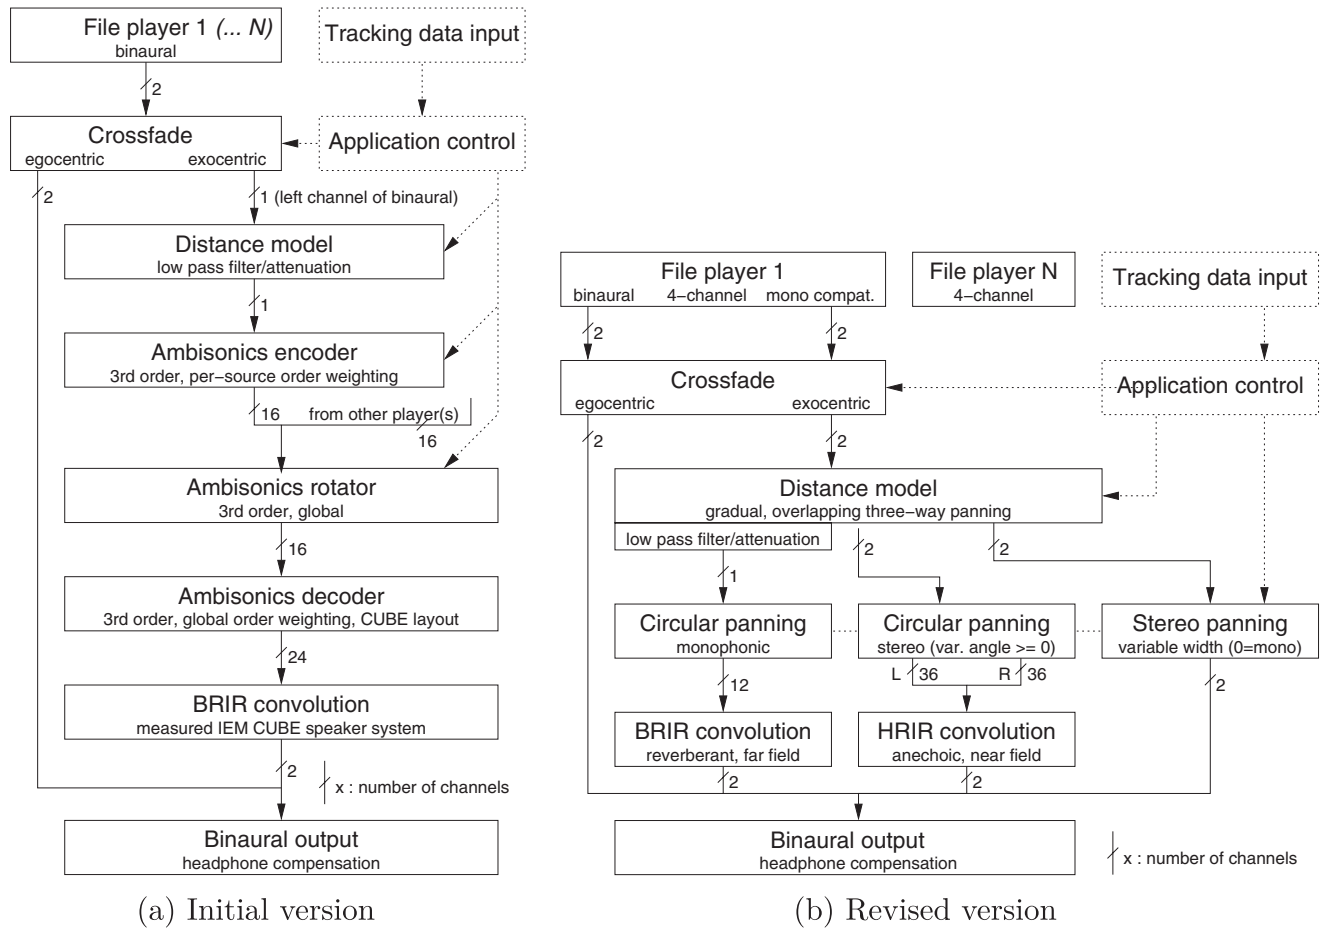 File player 1 (... N)
binaural
Tracking data input
2
Crossfade
egocentric exocentric
Application control
2
1 (left channel of binaural)
Distance model
low pass filter/attenuation
1
Ambisonics encoder
3rd order, per−source order weighting
16 from other player(s)
16
Ambisonics rotator
3rd order, global
16
Ambisonics decoder
3rd order, global order weighting, CUBE layout
24
BRIR convolution
measured IEM CUBE speaker system
2
x : number of channels
Binaural output
headphone compensation
(a) Initial version
File player 1
binaural 4−channel mono compat.
File player N
4−channel
Tracking data input
2 2
Crossfade
egocentric exocentric
Application control
2 2
Distance model
gradual, overlapping three−way panning
low pass filter/attenuation
2 2
1
Circular panning
monophonic
Circular panning
stereo (var. angle >= 0)
Stereo panning
variable width (0=mono)
12
L 36 R 36
2
BRIR convolution
reverberant, far field
HRIR convolution
anechoic, near field
2 2
Binaural output
headphone compensation
x : number of channels
(b) Revised version